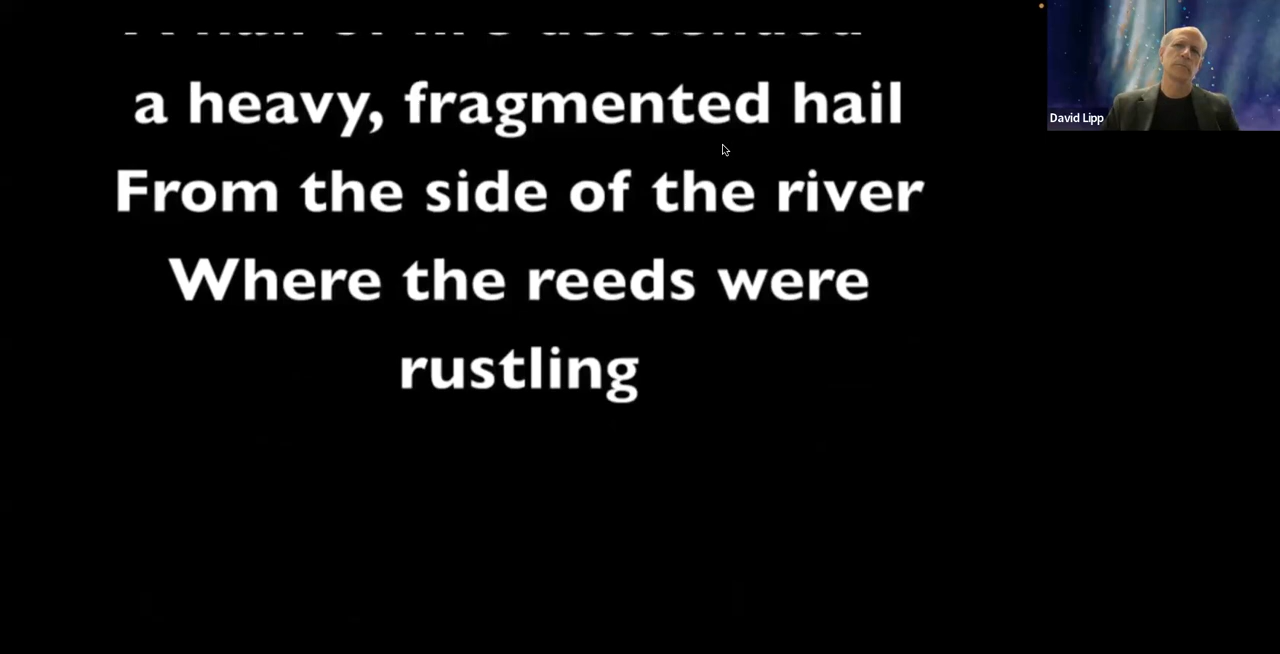 a heavy, fragmented hail
From the side of the river
Where the reeds were
rustling
David Lipp